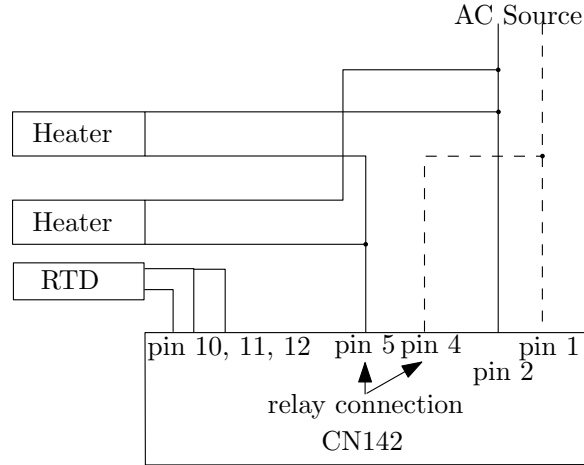 AC Source
Heater
Heater
RTD
pin 10, 11, 12
pin 5
pin 4
pin 1
pin 2
relay connection
CN142